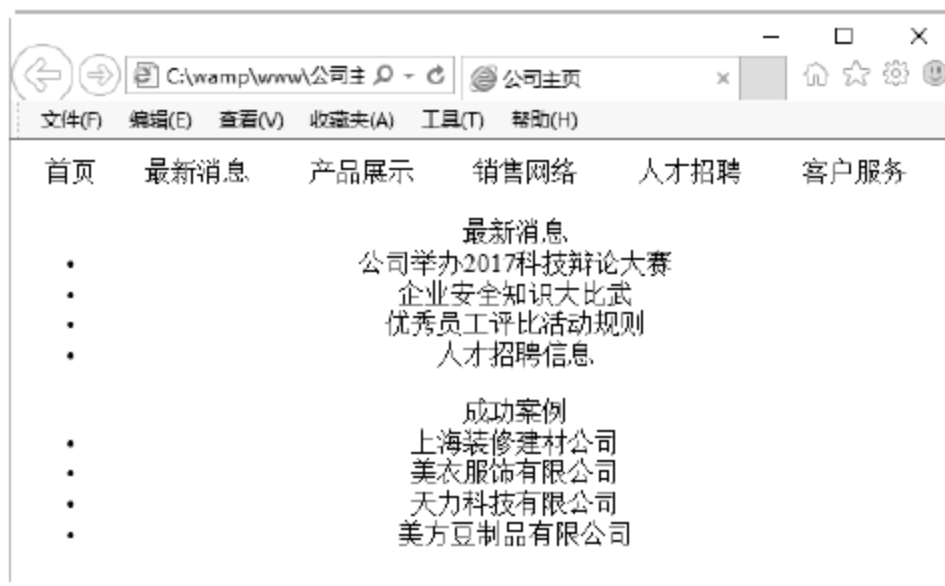 C:\wamp\www\公司主
公司主页
文件(F) 编辑(E) 查看(V) 收藏夹(A) 工具(T) 帮助(H)
首页 最新消息 产品展示 销售网络 人才招聘 客户服务
最新消息
• 公司举办2017科技辩论大赛
• 企业安全知识大比武
• 优秀员工评比活动规则
• 人才招聘信息
成功案例
• 上海装修建材公司
• 美衣服饰有限公司
• 天力科技有限公司
• 美方豆制品有限公司